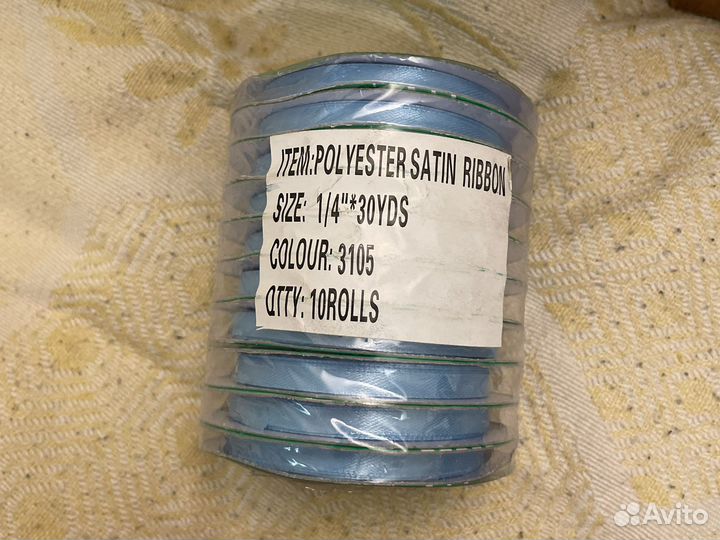 ITEM:POLYESTER SATIN RIBBON
SIZE: 1/4"*30YDS
COLOUR: 3105
QTTY: 10ROLLS
Avito